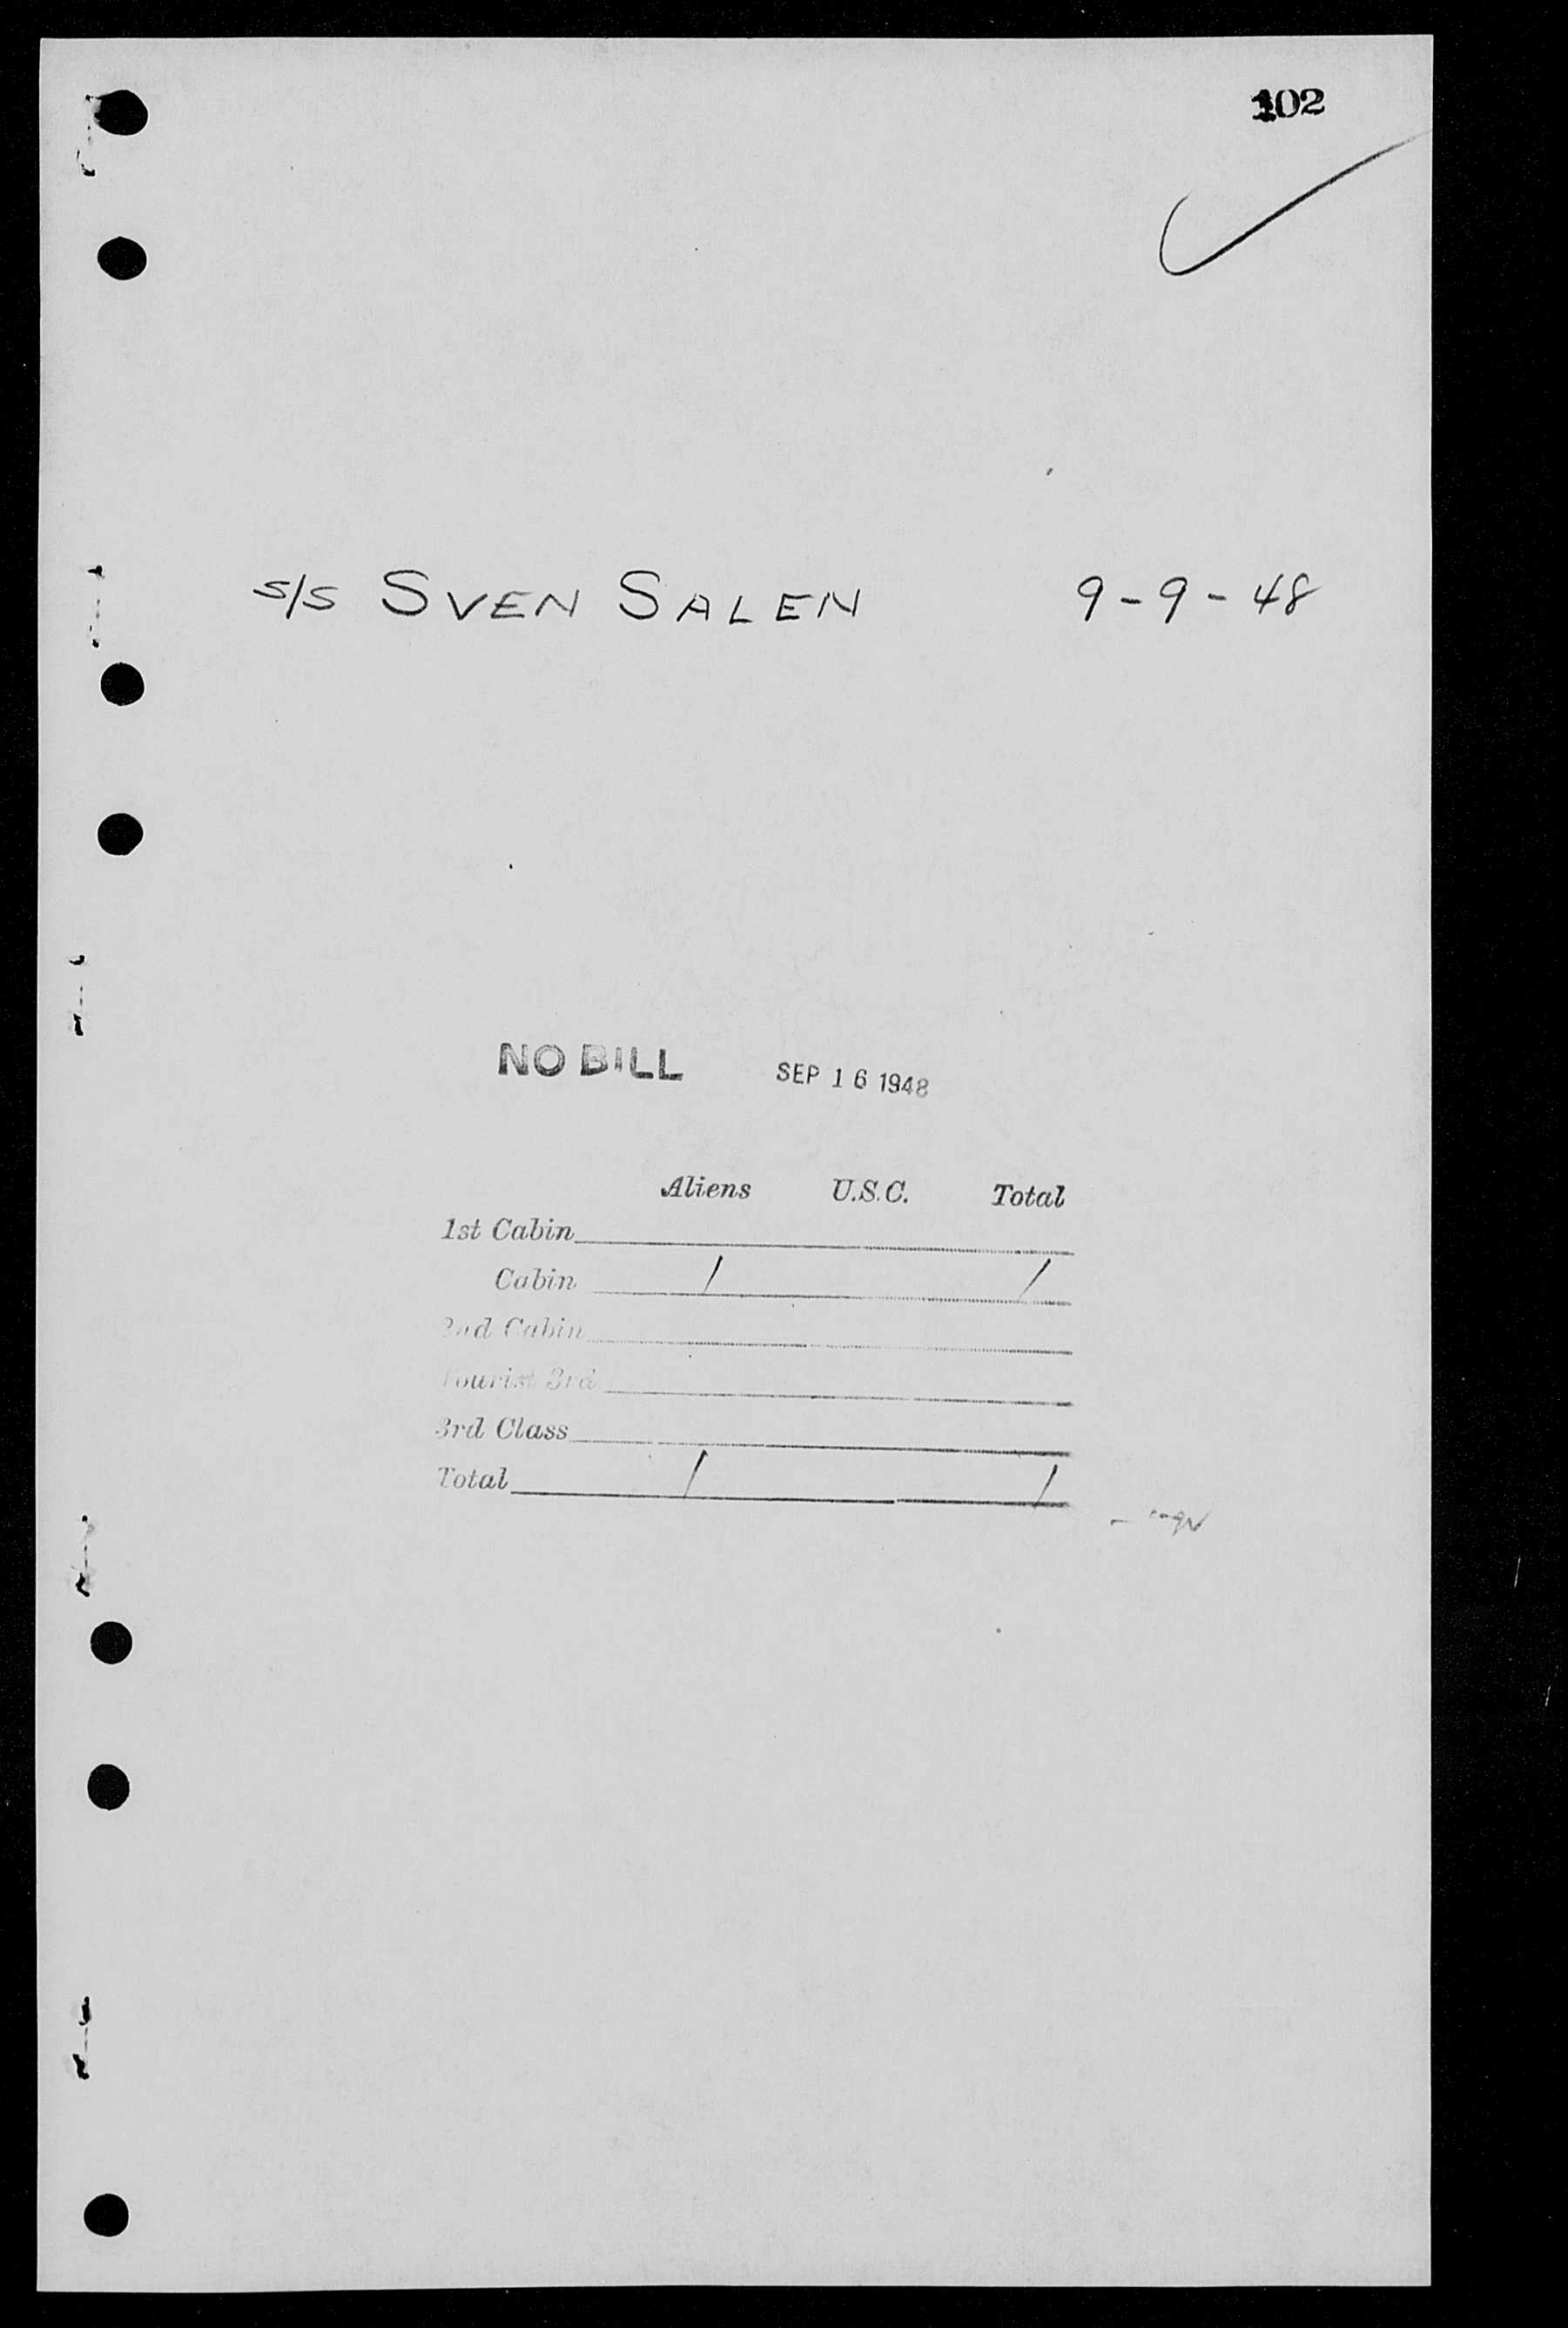 102
S/S SVEN SALEN 9-9-48
NO BILL SEP 16 1948
Aliens U.S.C. Total
1st Cabin
Cabin 1 1
2nd Cabin
Tourist 3rd
3rd Class
Total 1 1